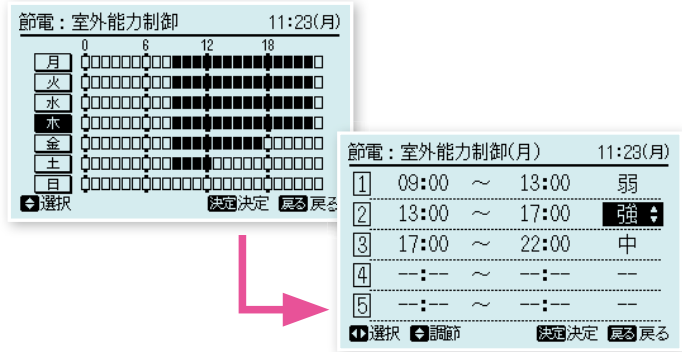 節電：室外能力制御 11:23(月)
0 6 12 18
月
火
水
木
金
土
日
選択 決定決定 戻る戻る
節電：室外能力制御(月) 11:23(月)
1 09:00 ～ 13:00 弱
2 13:00 ～ 17:00 強
3 17:00 ～ 22:00 中
4 --:-- ～ --:-- --
5 --:-- ～ --:-- --
選択 調節 決定決定 戻る戻る